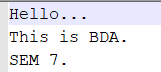 Hello...
This is BDA.
SEM 7.